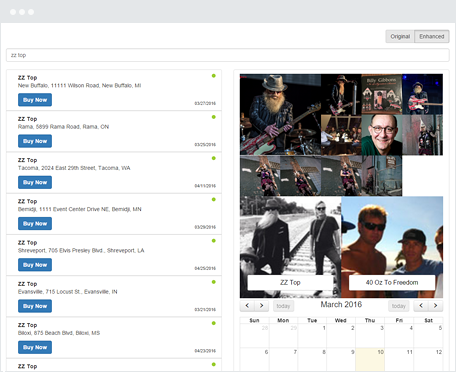 Original Enhanced
zz top
ZZ Top
New Buffalo, 11111 Wilson Road, New Buffalo, MI
Buy Now
03/27/2016
ZZ Top
Rama, 5899 Rama Road, Rama, ON
Buy Now
03/25/2016
ZZ Top
Tacoma, 2024 East 29th Street, Tacoma, WA
Buy Now
04/11/2016
ZZ Top
Bemidji, 1111 Event Center Drive NE, Bemidji, MN
Buy Now
03/29/2016
ZZ Top
Shreveport, 705 Elvis Presley Blvd., Shreveport, LA
Buy Now
04/25/2016
ZZ Top
Evansville, 715 Locust St., Evansville, IN
Buy Now
03/21/2016
ZZ Top
Biloxi, 875 Beach Blvd, Biloxi, MS
Buy Now
04/23/2016
ZZ Top
Billy Gibbons
ZZ Top
40 Oz To Freedom
today
March 2016
today
Sun Mon Tue Wed Thu Fri Sat
28 29 1 2 3 4 5
6 7 8 9 10 11 12